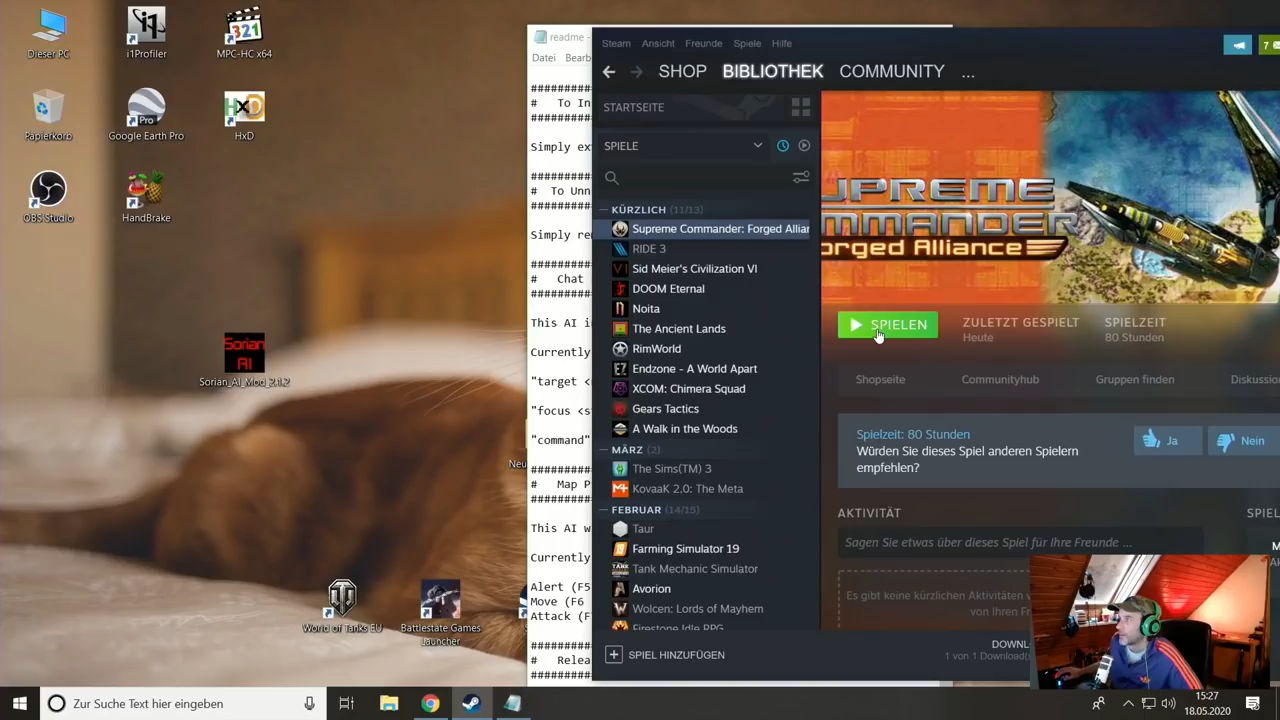 Dieser PC
i1Profiler
MPC-HC x64
Papierkorb
Google Earth Pro
HxD
OBS Studio
HandBrake
Sorian AI
Sorian_AI_Mod_2.1.2
World of Tanks EU
Battlestate Games
Launcher
readme -
Datei Bearb
###########
# To In
###########
Simply ex
###########
# To Unn
###########
Simply re
###########
# Chat
###########
This AI i
Currently
"target <
"focus <s
"command"
###########
# Map P
###########
This AI w
Currently
Alert (F5
Move (F6
Attack (F
###########
# Relea
###########
Steam Ansicht Freunde Spiele Hilfe
SHOP BIBLIOTHEK COMMUNITY ...
STARTSEITE
SPIELE
KÜRZLICH (11/13)
Supreme Commander: Forged Allian
RIDE 3
Sid Meier's Civilization VI
DOOM Eternal
Noita
The Ancient Lands
RimWorld
Endzone - A World Apart
XCOM: Chimera Squad
Gears Tactics
A Walk in the Woods
MÄRZ (2)
The Sims(TM) 3
KovaaK 2.0: The Meta
FEBRUAR (14/15)
Taur
Farming Simulator 19
Tank Mechanic Simulator
Avorion
Wolcen: Lords of Mayhem
Firestone Idle RPG
SPIEL HINZUFÜGEN
UPREME
MMANDER
orged Alliance
SPIELEN
ZULETZT GESPIELT
Heute
SPIELZEIT
80 Stunden
Shopseite Communityhub Gruppen finden Diskussio
Spielzeit: 80 Stunden
Würden Sie dieses Spiel anderen Spielern
empfehlen?
Ja
Nein
AKTIVITÄT
SPIEL
Sagen Sie etwas über dieses Spiel für Ihre Freunde ...
Es gibt keine kürzlichen Aktivitäten v
von Ihren Fr
DOWNL
1 von 1 Download(s
Zur Suche Text hier eingeben
15:27
18.05.2020